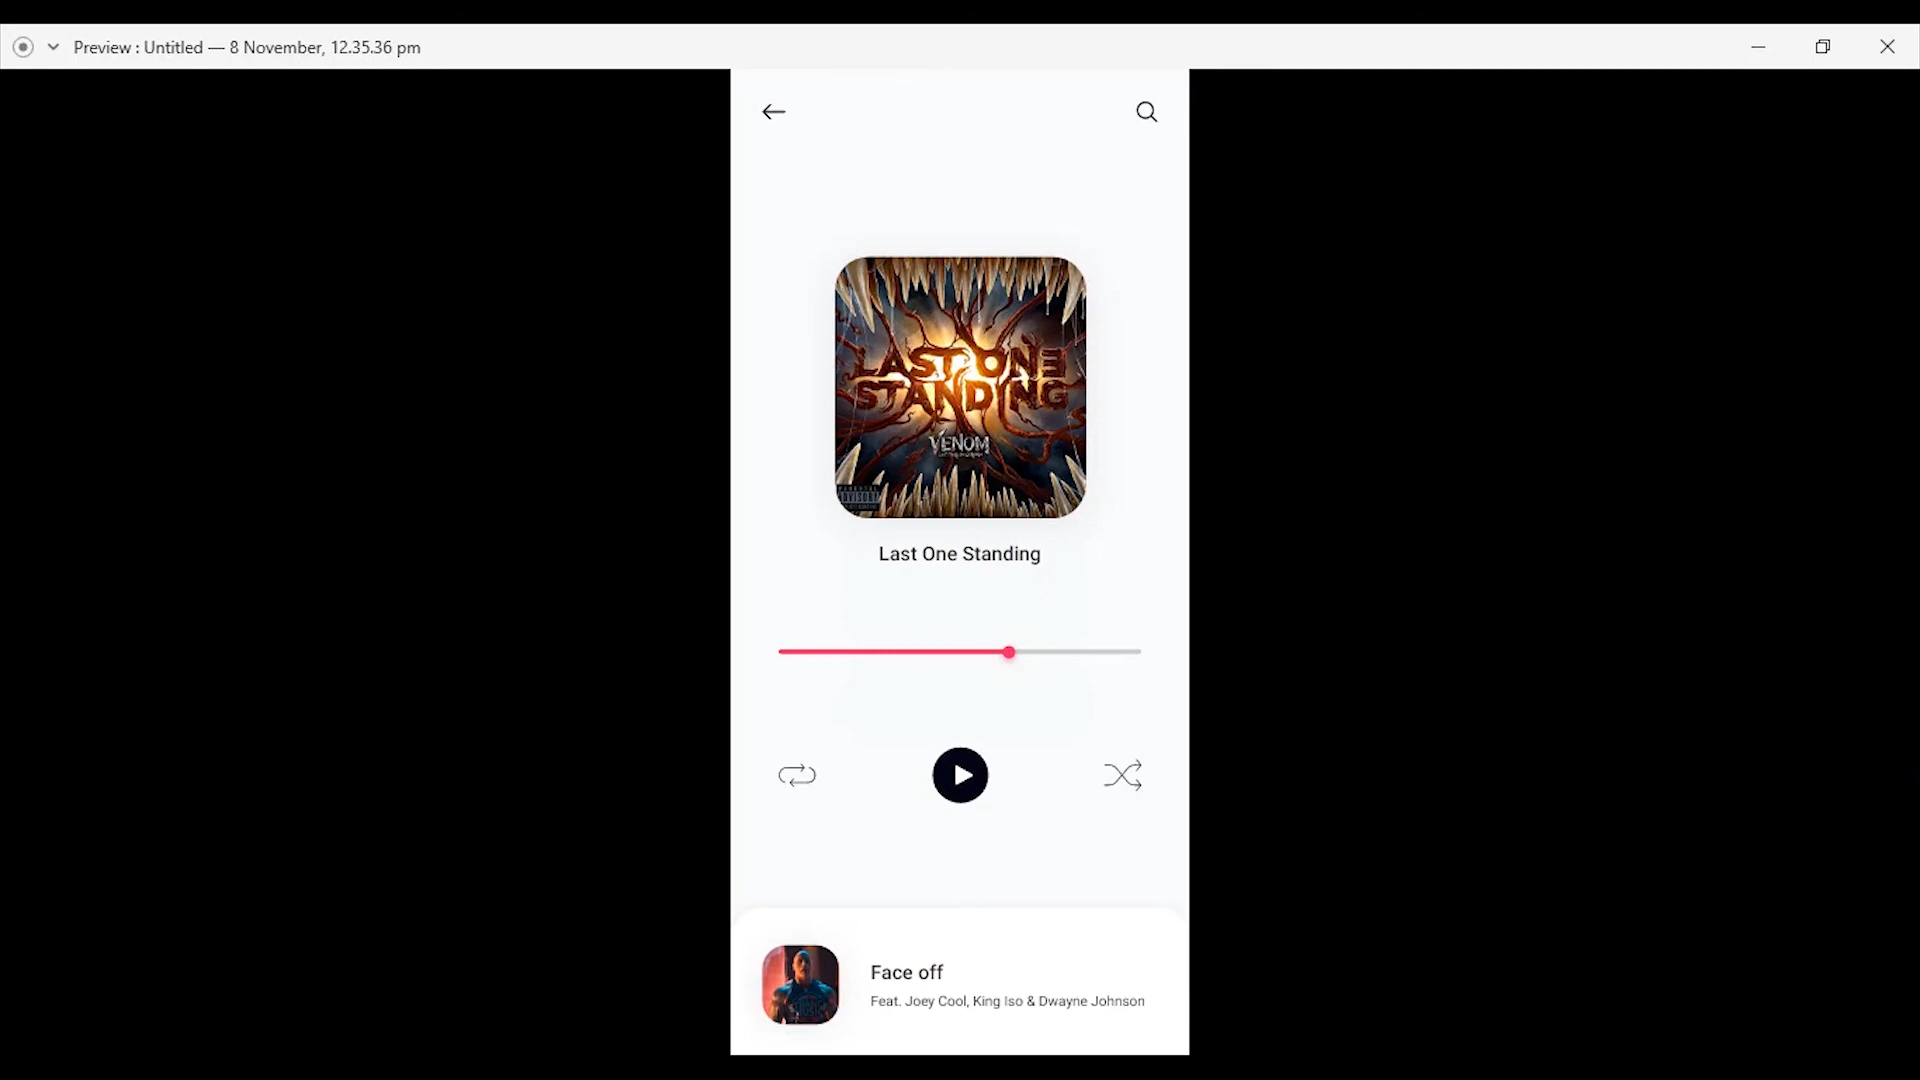 Preview : Untitled — 8 November, 12.35.36 pm
LAST ONE
STANDING
VENOM
ADVISORY
Last One Standing
Face off
Feat. Joey Cool, King Iso & Dwayne Johnson